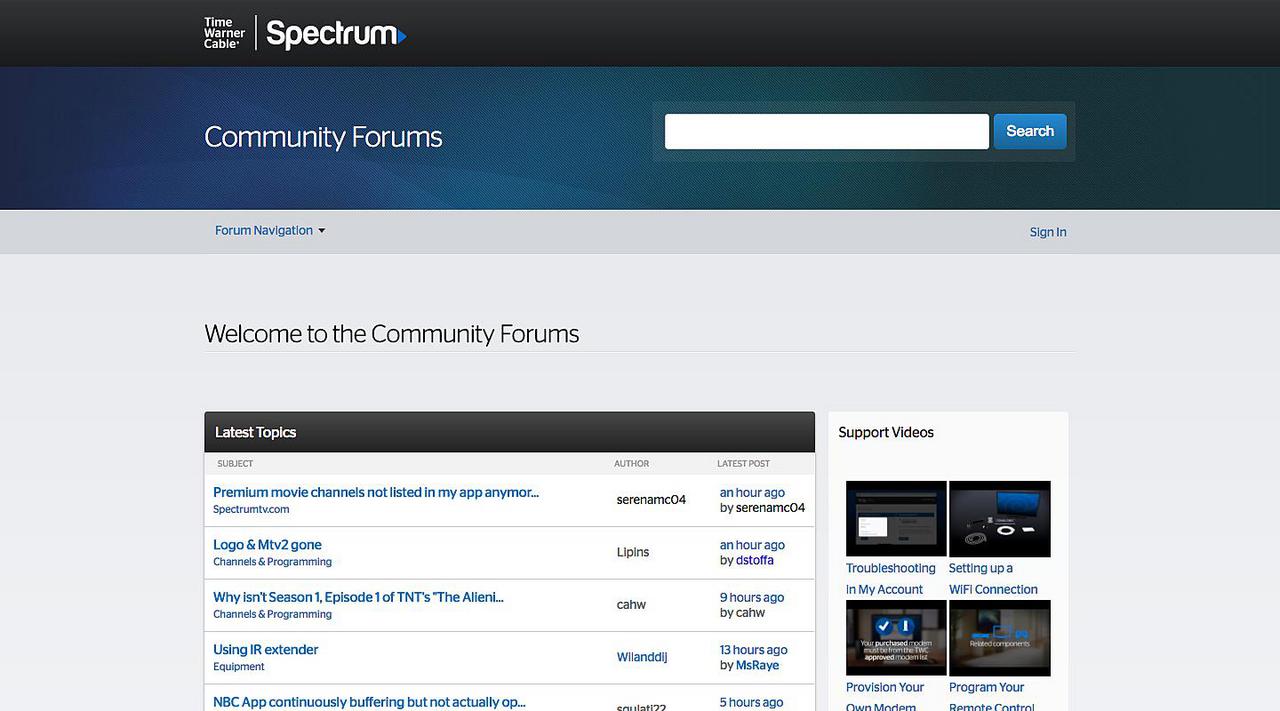 Time
Warner
Cable
Spectrum
Community Forums
Search
Forum Navigation
Sign In
Welcome to the Community Forums
Latest Topics
SUBJECT
AUTHOR
LATEST POST
Premium movie channels not listed in my app anymor...
Spectrumtv.com
serenamc04
an hour ago
by serenamc04
Logo & Mtv2 gone
Channels & Programming
Lipins
an hour ago
by dstoffa
Why isn't Season 1, Episode 1 of TNT's "The Alieni...
Channels & Programming
cahw
9 hours ago
by cahw
Using IR extender
Equipment
Wilanddij
13 hours ago
by MsRaye
NBC App continuously buffering but not actually op...
sgulati22
5 hours ago
Support Videos
Troubleshooting
In My Account
Setting up a
WiFi Connection
Your purchased modem
must be from the TWC
approved modem list
Related components
Provision Your
Own Modem
Program Your
Remote Control